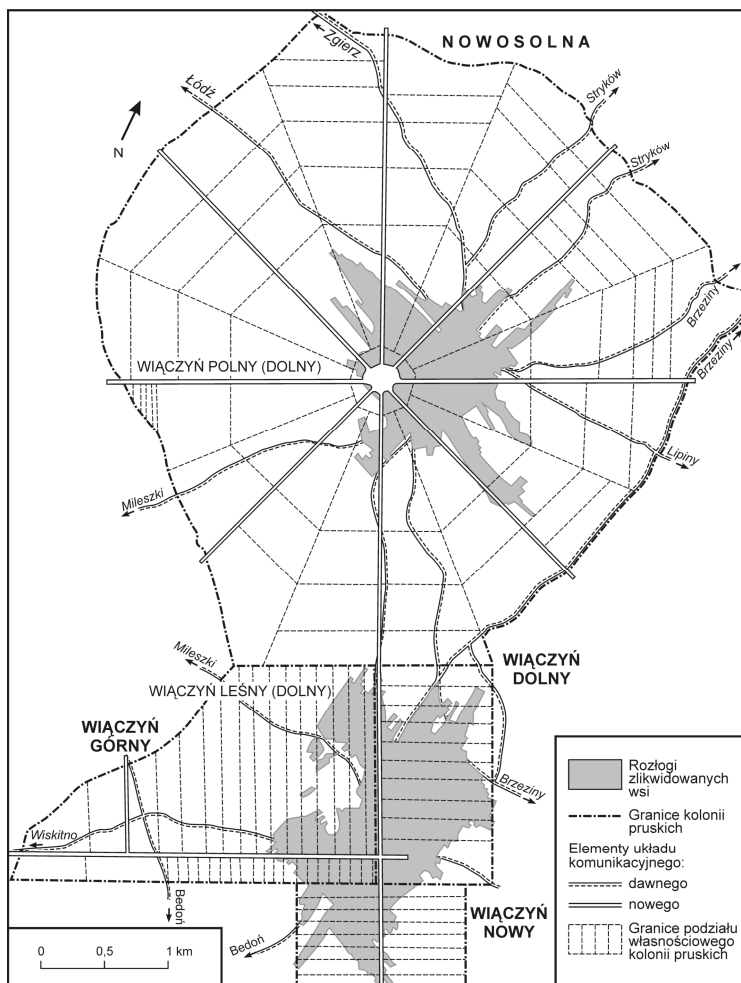 NOWOSOLNA
Zgierz
Łódź
Stryków
Stryków
N
Brzeziny
Brzeziny
WIĄCZYŃ POLNY (DOLNY)
Lipiny
Mileszki
Mileszki
WIĄCZYŃ
DOLNY
WIĄCZYŃ LEŚNY (DOLNY)
WIĄCZYŃ
GÓRNY
Brzeziny
Wiskitno
Bedoń
WIĄCZYŃ
NOWY
Bedoń
0 0,5 1 km
Rozłogi
zlikwidowanych
wsi
Granice kolonii
pruskich
Elementy układu
komunikacyjnego:
dawnego
nowego
Granice podziału
własnościowego
kolonii pruskich